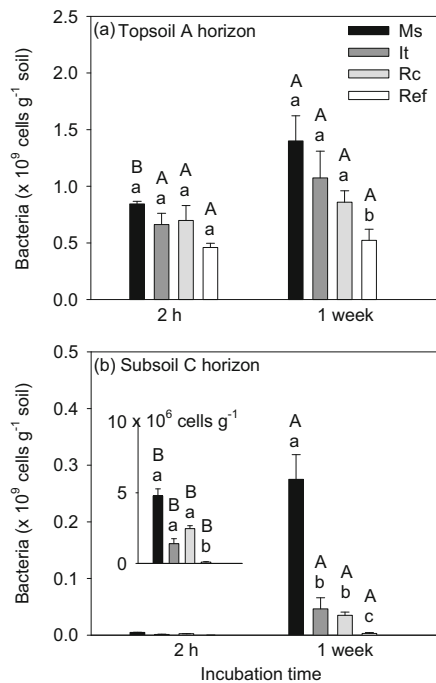 (a) Topsoil A horizon
Ms
It
Rc
Ref
Bacteria (x 10⁹ cells g⁻¹ soil)
2.5
2.0
1.5
1.0
0.5
0.0
B A A A
a a a a
A A A A
a a a b
2 h 1 week
(b) Subsoil C horizon
Bacteria (x 10⁹ cells g⁻¹ soil)
0.5
0.4
0.3
0.2
0.1
0.0
10 x 10⁶ cells g⁻¹
5
0
B B B B
a a a b
A A A A
a b b c
2 h 1 week
Incubation time